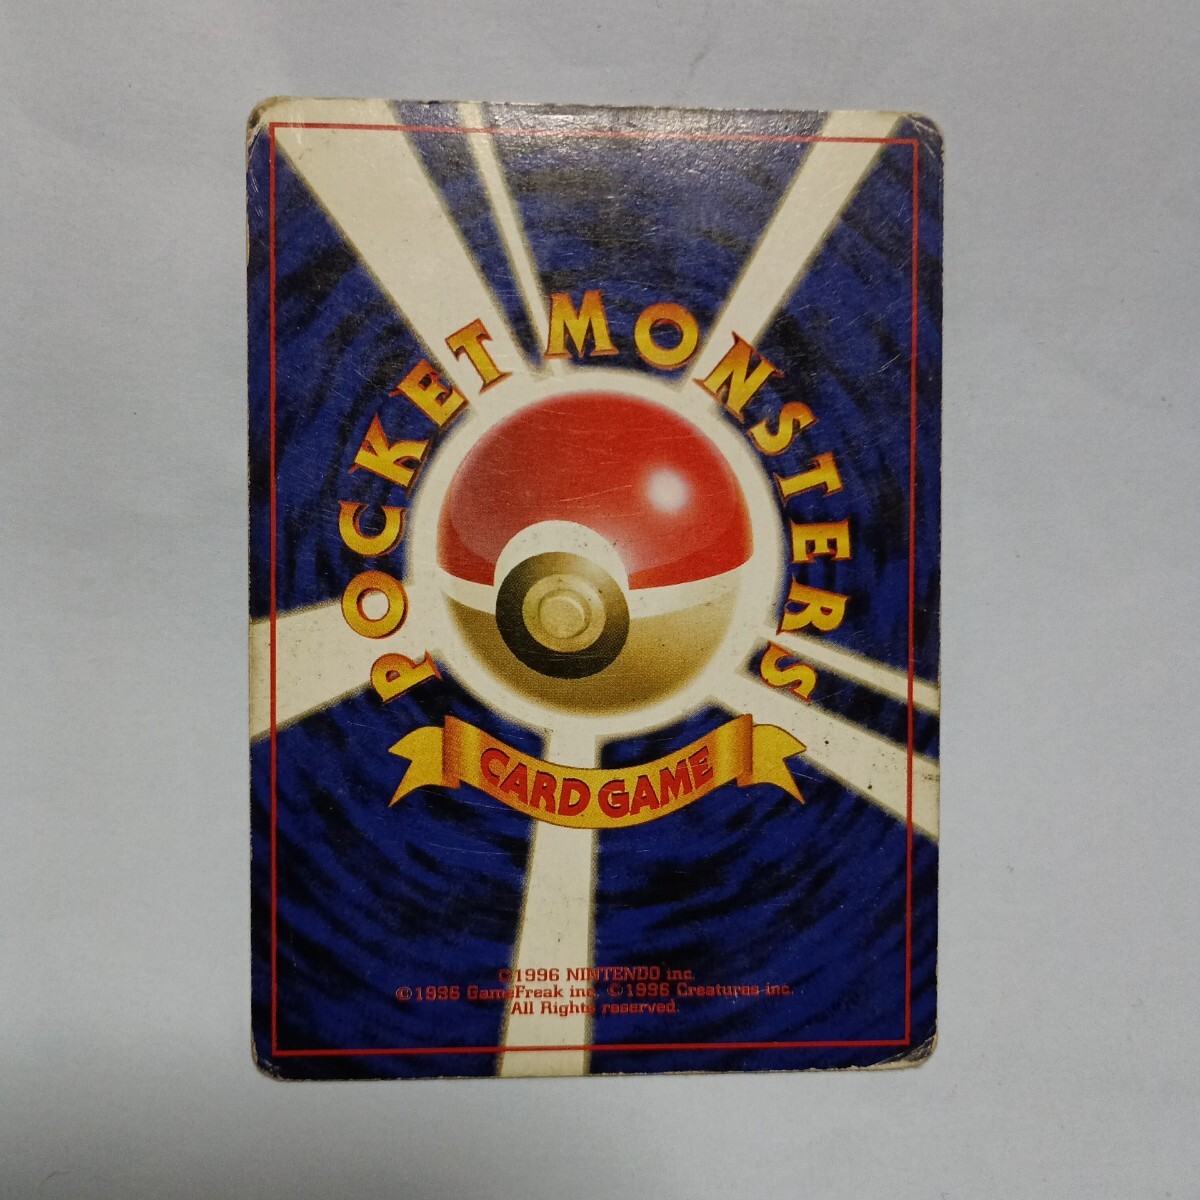 POCKET MONSTERS
CARD GAME
©1996 NINTENDO inc.
©1996 GameFreak inc. ©1996 Creatures inc.
All Rights reserved.